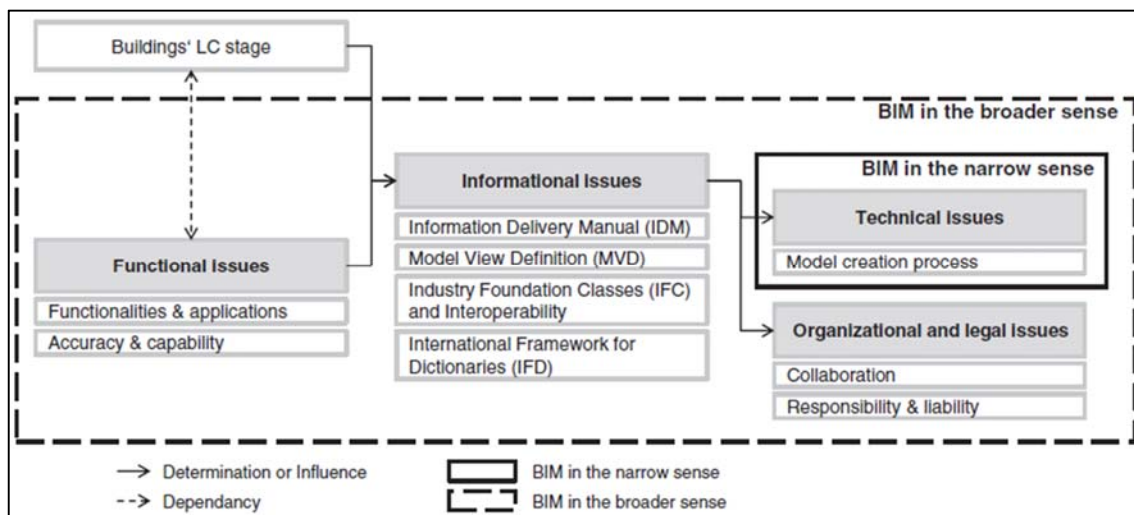 Buildings‘ LC stage
BIM in the broader sense
BIM in the narrow sense
Informational issues
Information Delivery Manual (IDM)
Model View Definition (MVD)
Industry Foundation Classes (IFC)
and Interoperability
International Framework for
Dictionaries (IFD)
Functional issues
Functionalities & applications
Accuracy & capability
Technical issues
Model creation process
Organizational and legal issues
Collaboration
Responsibility & liability
Determination or Influence
Dependancy
BIM in the narrow sense
BIM in the broader sense